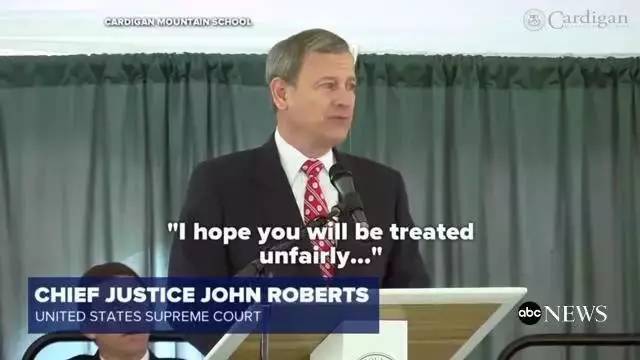 CARDIGAN MOUNTAIN SCHOOL
Cardigan
"I hope you will be treated
unfairly..."
CHIEF JUSTICE JOHN ROBERTS
UNITED STATES SUPREME COURT
abc NEWS